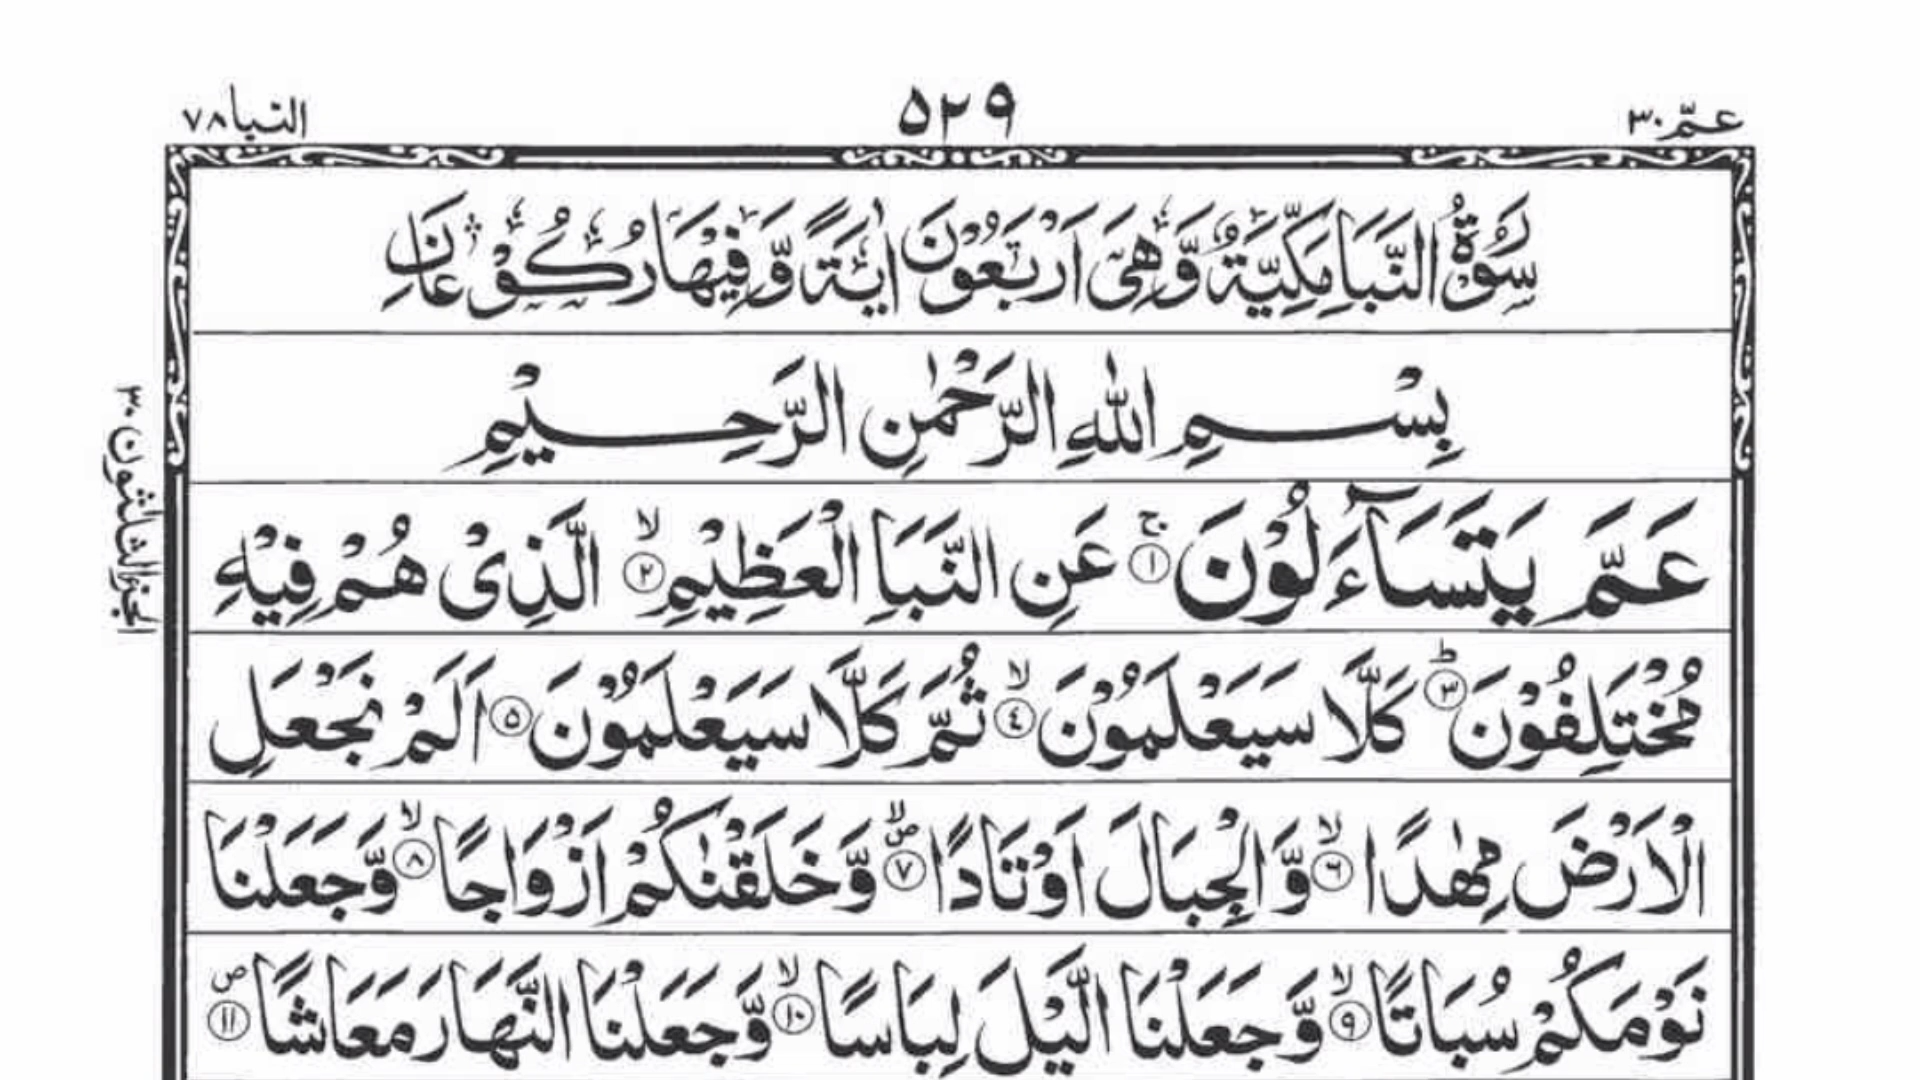 عمّ ٣٠
٥٢٩
النبا ٧٨
سُوْرَةُ النَّبَاِ مَكِّيَّةٌ وَّهِيَ اَرْبَعُوْنَ اٰيَةً وَّفِيْهَا رُكُوْعَانِ
بِسْمِ اللّٰهِ الرَّحْمٰنِ الرَّحِيْمِ
عَمَّ يَتَسَآءَلُوْنَ ۚ‏﴿١﴾ عَنِ النَّبَاِ الْعَظِيْمِ ۙ‏﴿٢﴾ الَّذِىْ هُمْ فِيْهِ
مُخْتَلِفُوْنَ ؕ‏﴿٣﴾ كَلَّا سَيَعْلَمُوْنَ ۙ‏﴿٤﴾ ثُمَّ كَلَّا سَيَعْلَمُوْنَ ﴿٥﴾ اَلَمْ نَجْعَلِ
الْاَرْضَ مِهٰدًا ۙ‏﴿٦﴾ وَّالْجِبَالَ اَوْتَادًا ۙ ۪‏﴿٧﴾ وَّخَلَقْنٰكُمْ اَزْوَاجًا ۙ‏﴿٨﴾ وَّجَعَلْنَا
نَوْمَكُمْ سُبَاتًا ۙ‏﴿٩﴾ وَّجَعَلْنَا الَّيْلَ لِبَاسًا ۙ‏﴿١٠﴾ وَّجَعَلْنَا النَّهَارَ مَعَاشًا ۪‏﴿١١﴾
الجزء الثلثون ٣٠